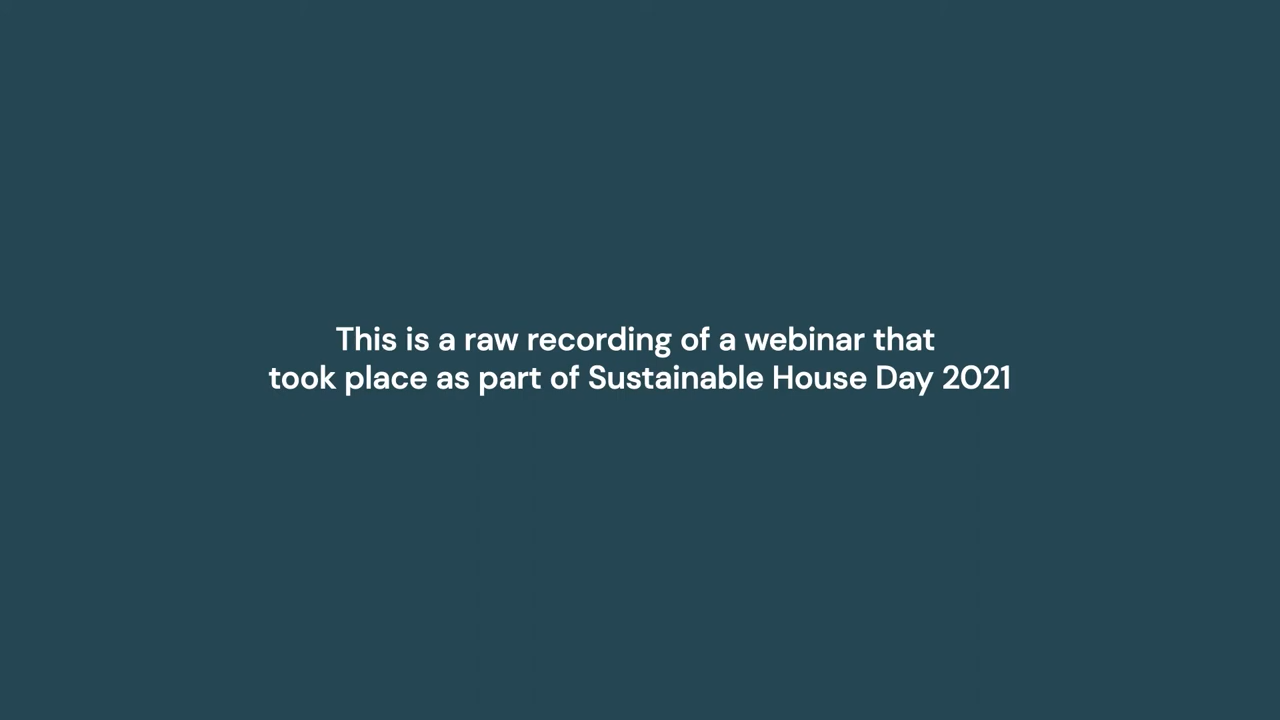 This is a raw recording of a webinar that
took place as part of Sustainable House Day 2021